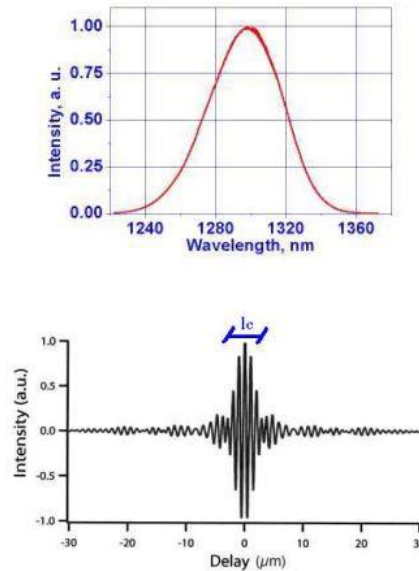 1.00
0.75
0.50
0.25
0.00
Intensity, a. u.
1240 1280 1320 1360
Wavelength, nm
lc
1.0
0.5
0.0
-0.5
-1.0
Intensity (a.u.)
-30 -20 -10 0 10 20 30
Delay (μm)